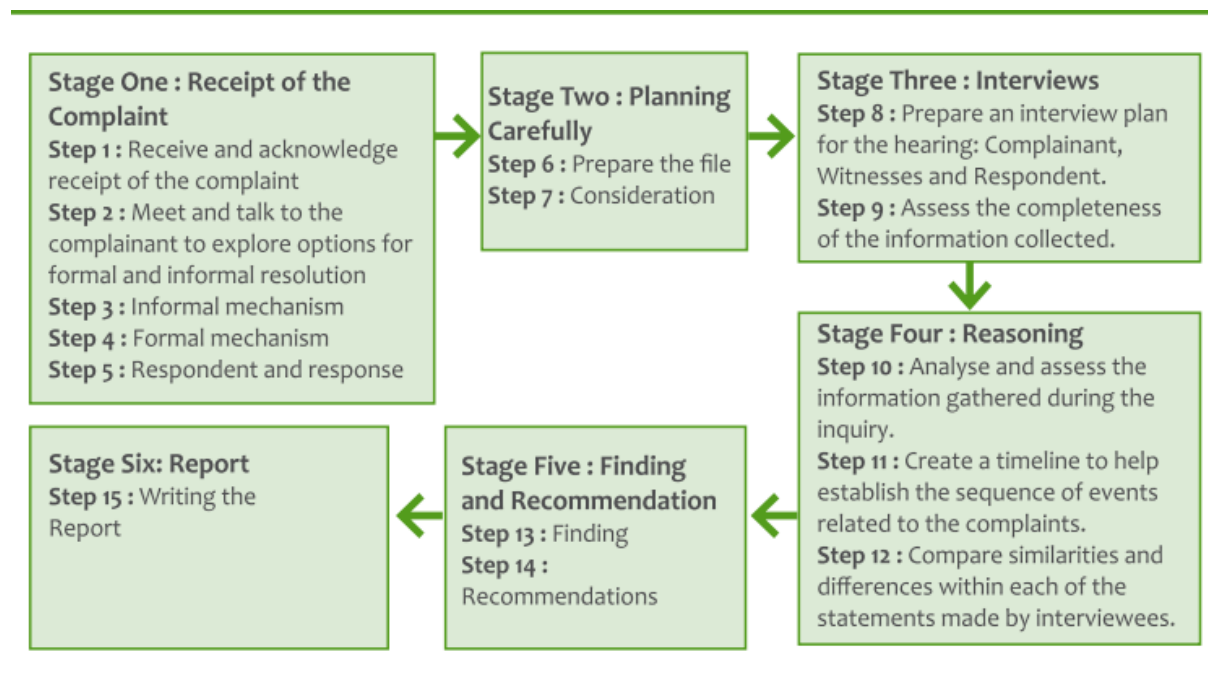 Stage One : Receipt of the
Complaint
Step 1 : Receive and acknowledge
receipt of the complaint
Step 2 : Meet and talk to the
complainant to explore options for
formal and informal resolution
Step 3 : Informal mechanism
Step 4 : Formal mechanism
Step 5 : Respondent and response
Stage Two : Planning
Carefully
Step 6 : Prepare the file
Step 7 : Consideration
Stage Three : Interviews
Step 8 : Prepare an interview plan
for the hearing: Complainant,
Witnesses and Respondent.
Step 9 : Assess the completeness
of the information collected.
Stage Four : Reasoning
Step 10 : Analyse and assess the
information gathered during the
inquiry.
Step 11 : Create a timeline to help
establish the sequence of events
related to the complaints.
Step 12 : Compare similarities and
differences within each of the
statements made by interviewees.
Stage Five : Finding
and Recommendation
Step 13 : Finding
Step 14 :
Recommendations
Stage Six: Report
Step 15 : Writing the
Report